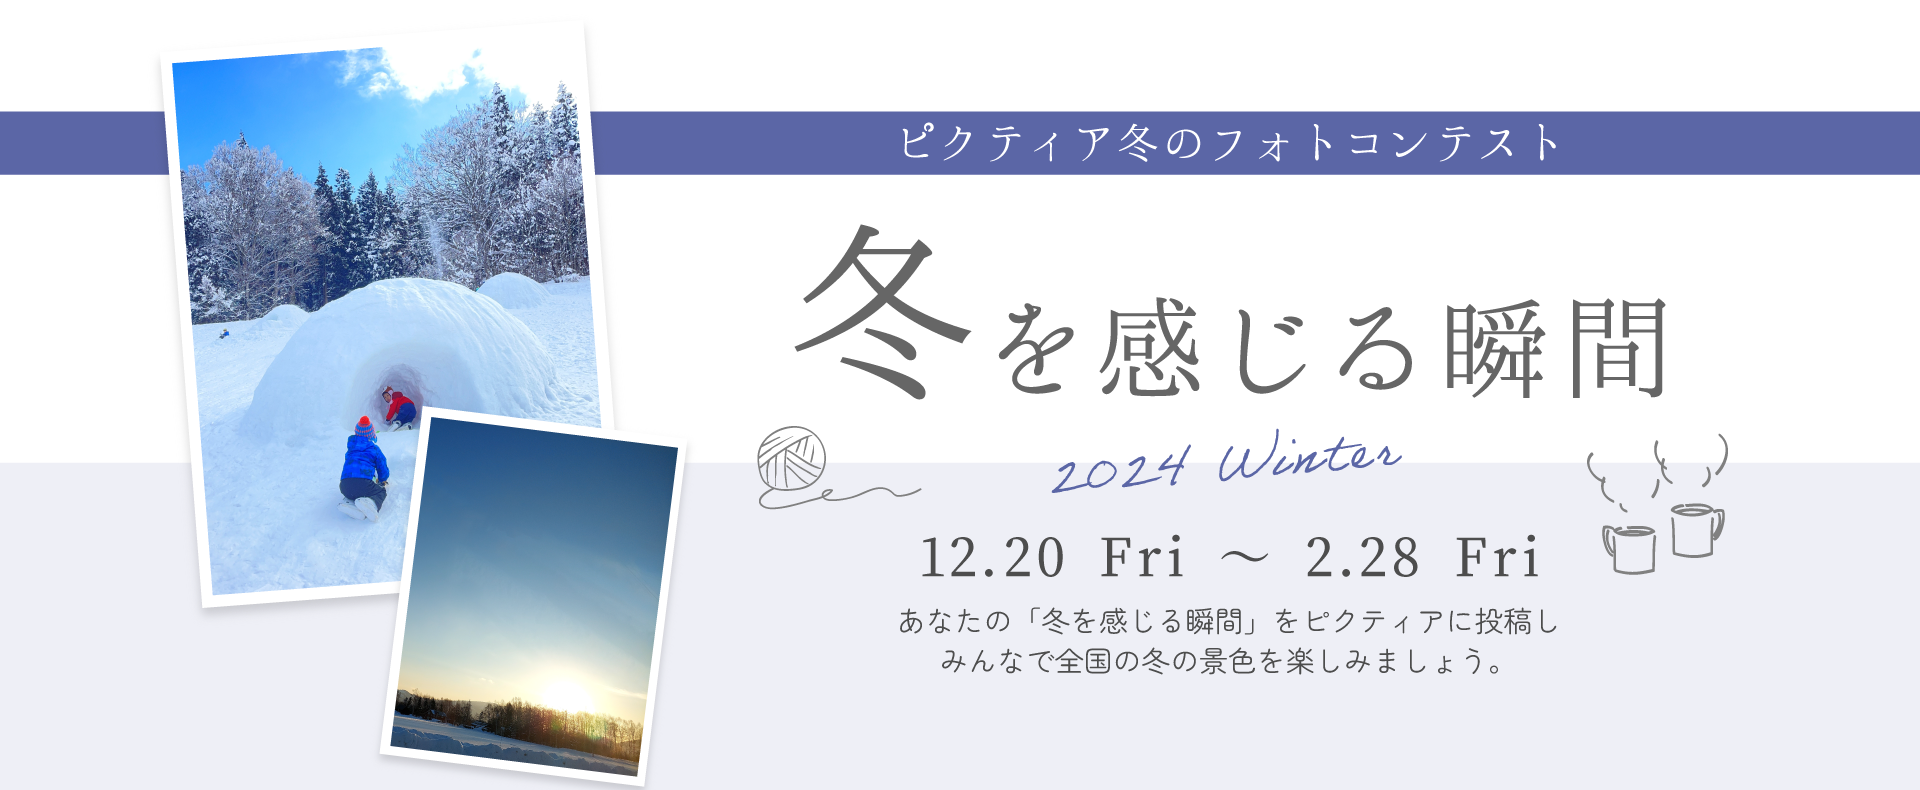 ピクティア冬のフォトコンテスト
冬を感じる瞬間
2024 Winter
12.20 Fri ～ 2.28 Fri
あなたの「冬を感じる瞬間」をピクティアに投稿し
みんなで全国の冬の景色を楽しみましょう。